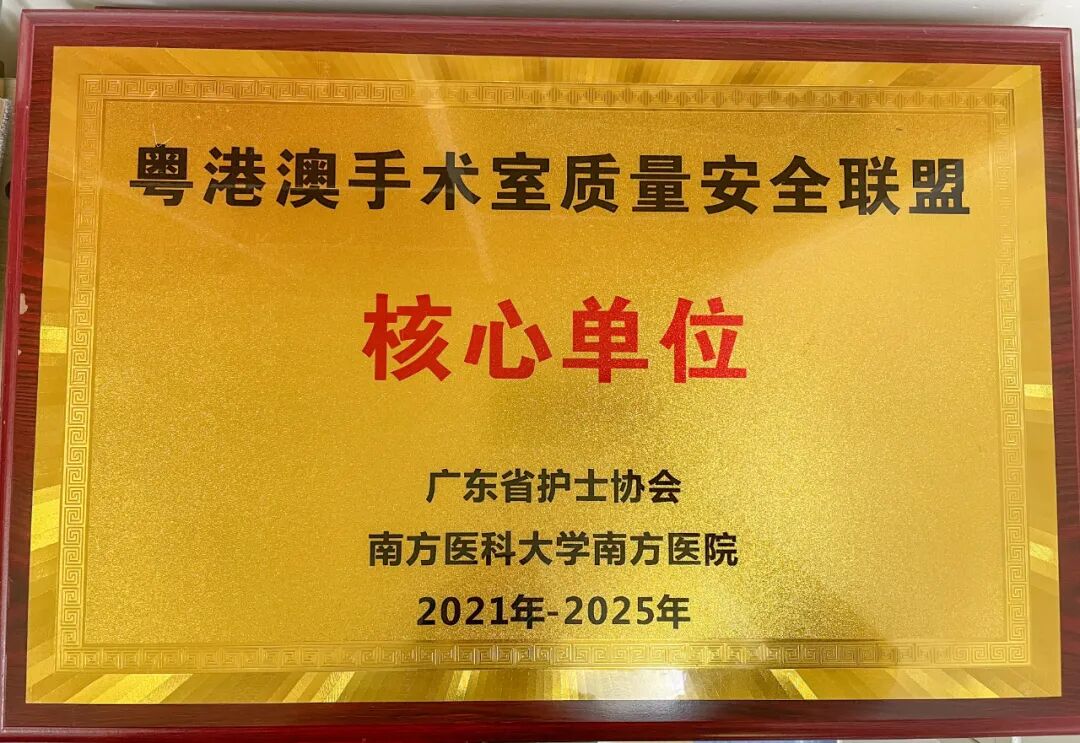 粤港澳手术室质量安全联盟
核心单位
广东省护士协会
南方医科大学南方医院
2021年-2025年